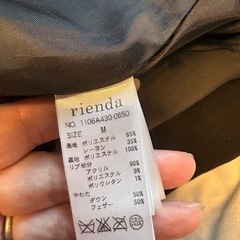 rienda
NO. 1106A430-0650
SIZE M
表地 ポリエステル 65%
レーヨン 35%
裏地 ポリエステル 100%
リブ部分
アクリル 90%
ポリエステル 9%
ポリウレタン 1%
中わた
ダウン 50%
フェザー 50%